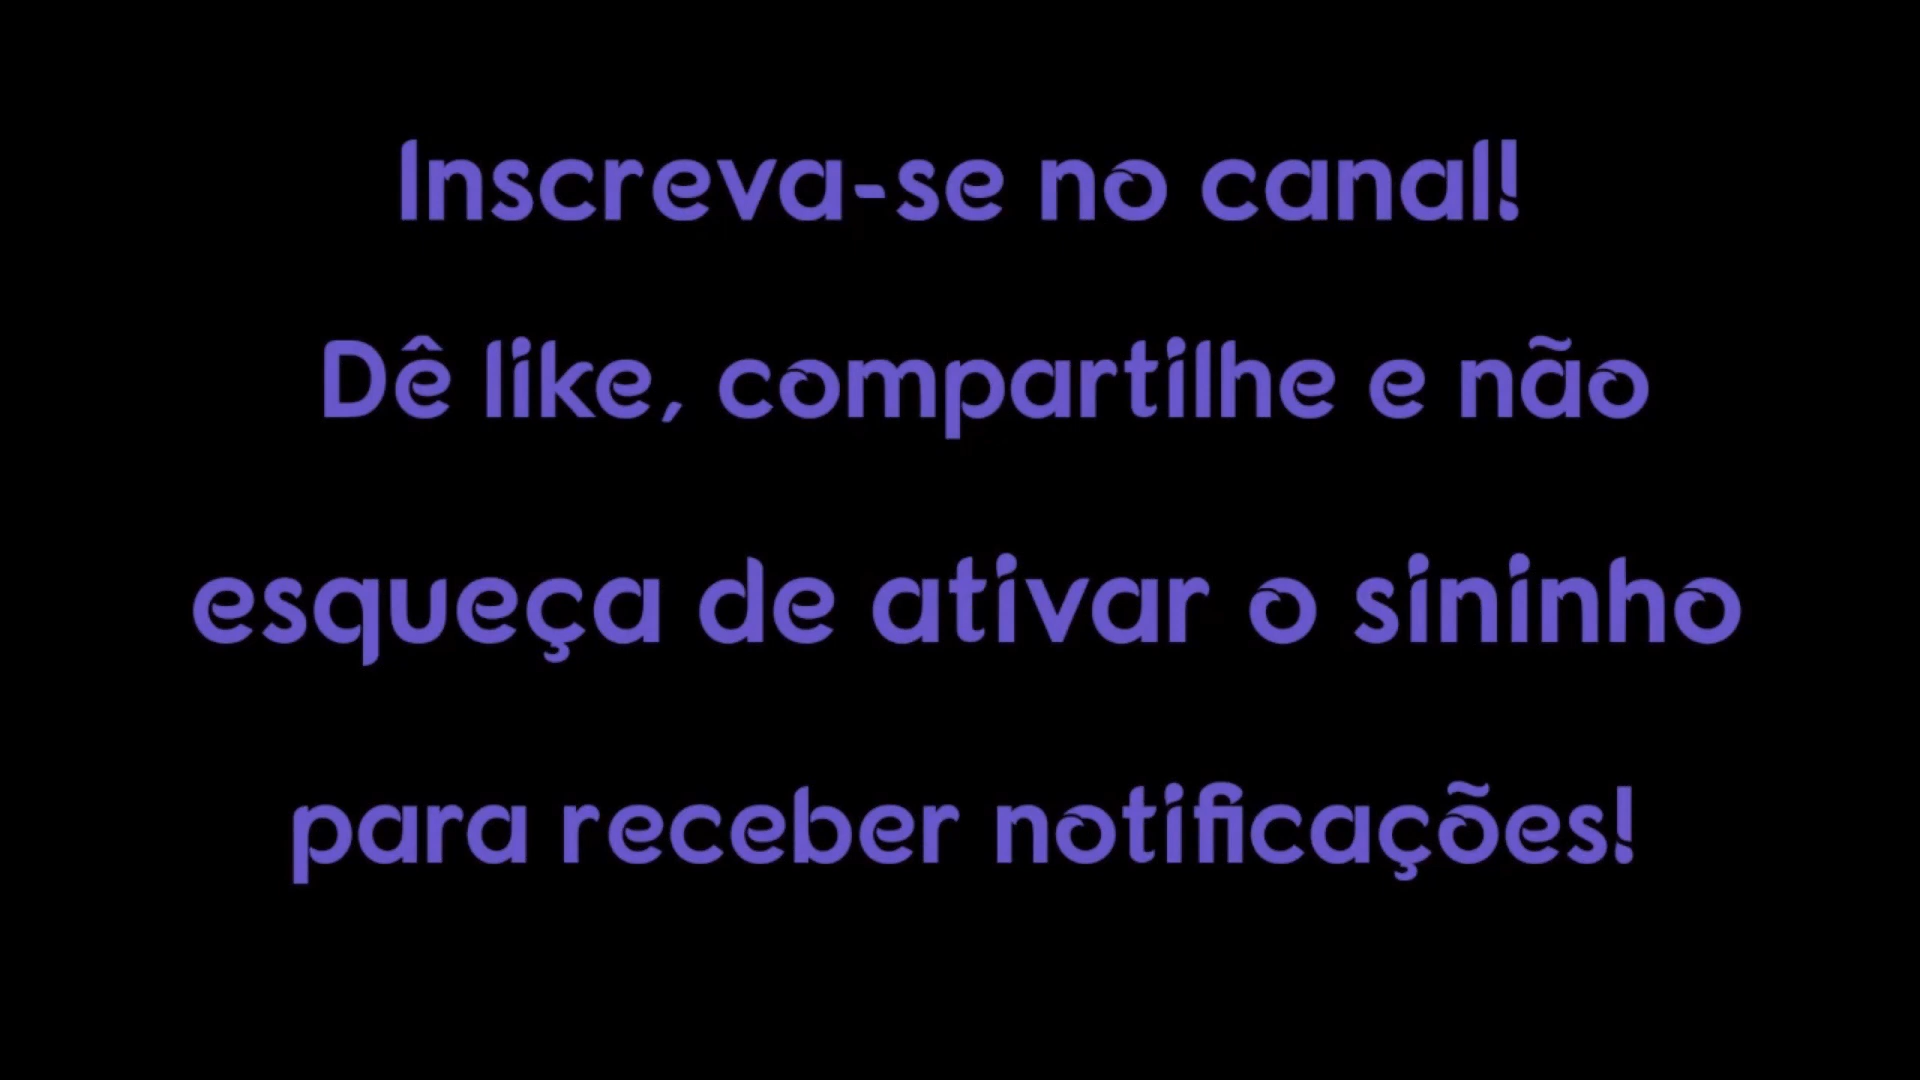 Inscreva-se no canal!
Dê like, compartilhe e não
esqueça de ativar o sininho
para receber notificações!